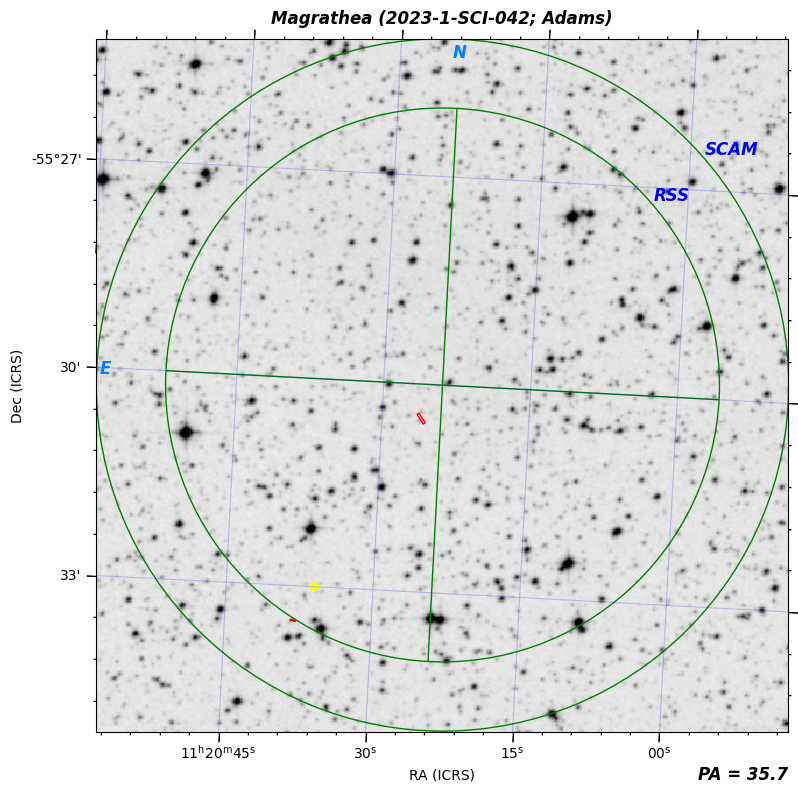 Magrathea (2023-1-SCI-042; Adams)
N
SCAM
-55°27'
RSS
30'
E
Dec (ICRS)
33'
11ʰ20ᵐ45ˢ 30ˢ 15ˢ 00ˢ
RA (ICRS)
PA = 35.7